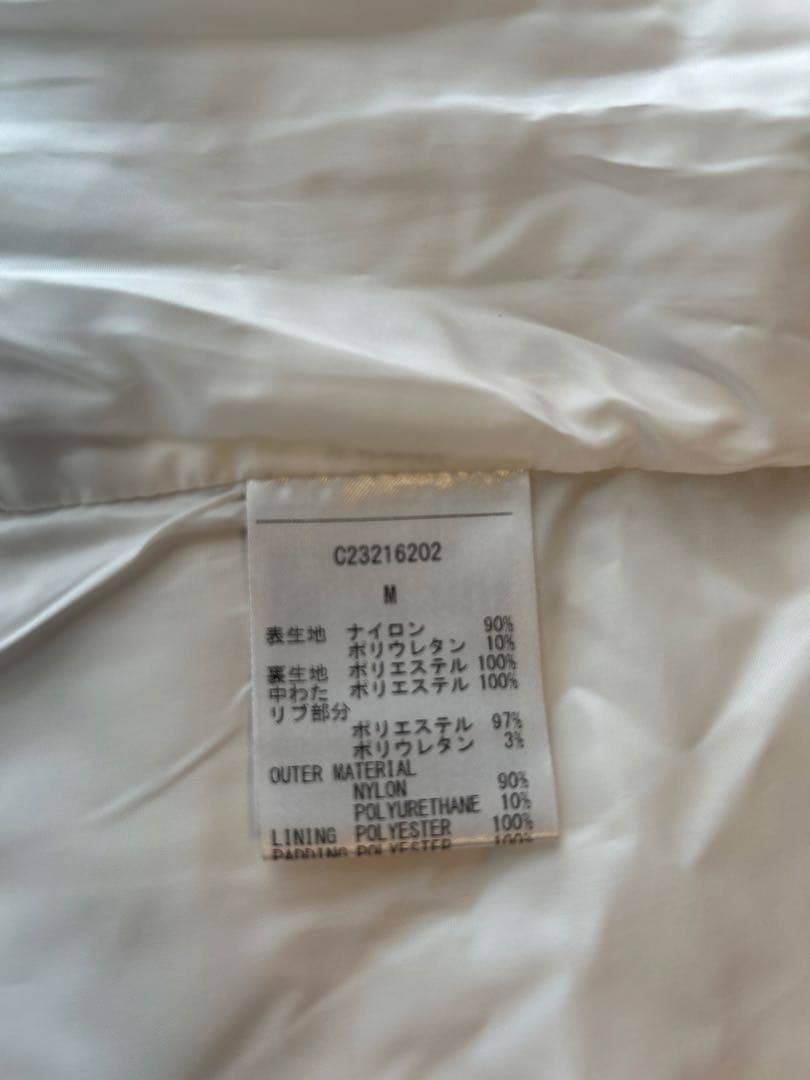 C23216202
M
表生地 ナイロン 90%
ポリウレタン 10%
裏生地 ポリエステル 100%
中わた ポリエステル 100%
リブ部分
ポリエステル 97%
ポリウレタン 3%
OUTER MATERIAL
NYLON 90%
POLYURETHANE 10%
LINING POLYESTER 100%
PADDING POLYESTER 100%